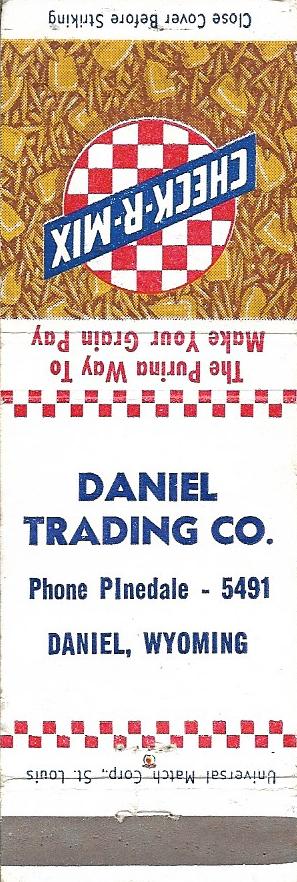 Close Cover Before Striking
CHECK-R-MIX
The Purina Way To
Make Your Grain Pay
DANIEL
TRADING CO.
Phone PInedale - 5491
DANIEL, WYOMING
Universal Match Corp., St. Louis